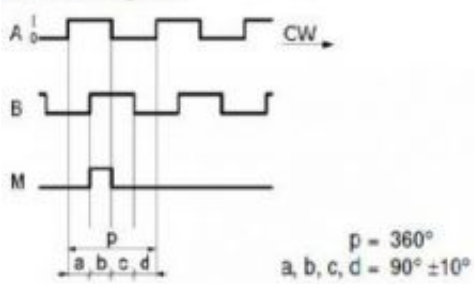 A 1 0 CW
B
M
p
a b c d
p = 360°
a, b, c, d = 90° ±10°